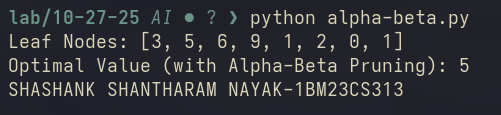 lab/10-27-25 AI ● ? ❯ python alpha-beta.py
Leaf Nodes: [3, 5, 6, 9, 1, 2, 0, 1]
Optimal Value (with Alpha-Beta Pruning): 5
SHASHANK SHANTHARAM NAYAK-1BM23CS313